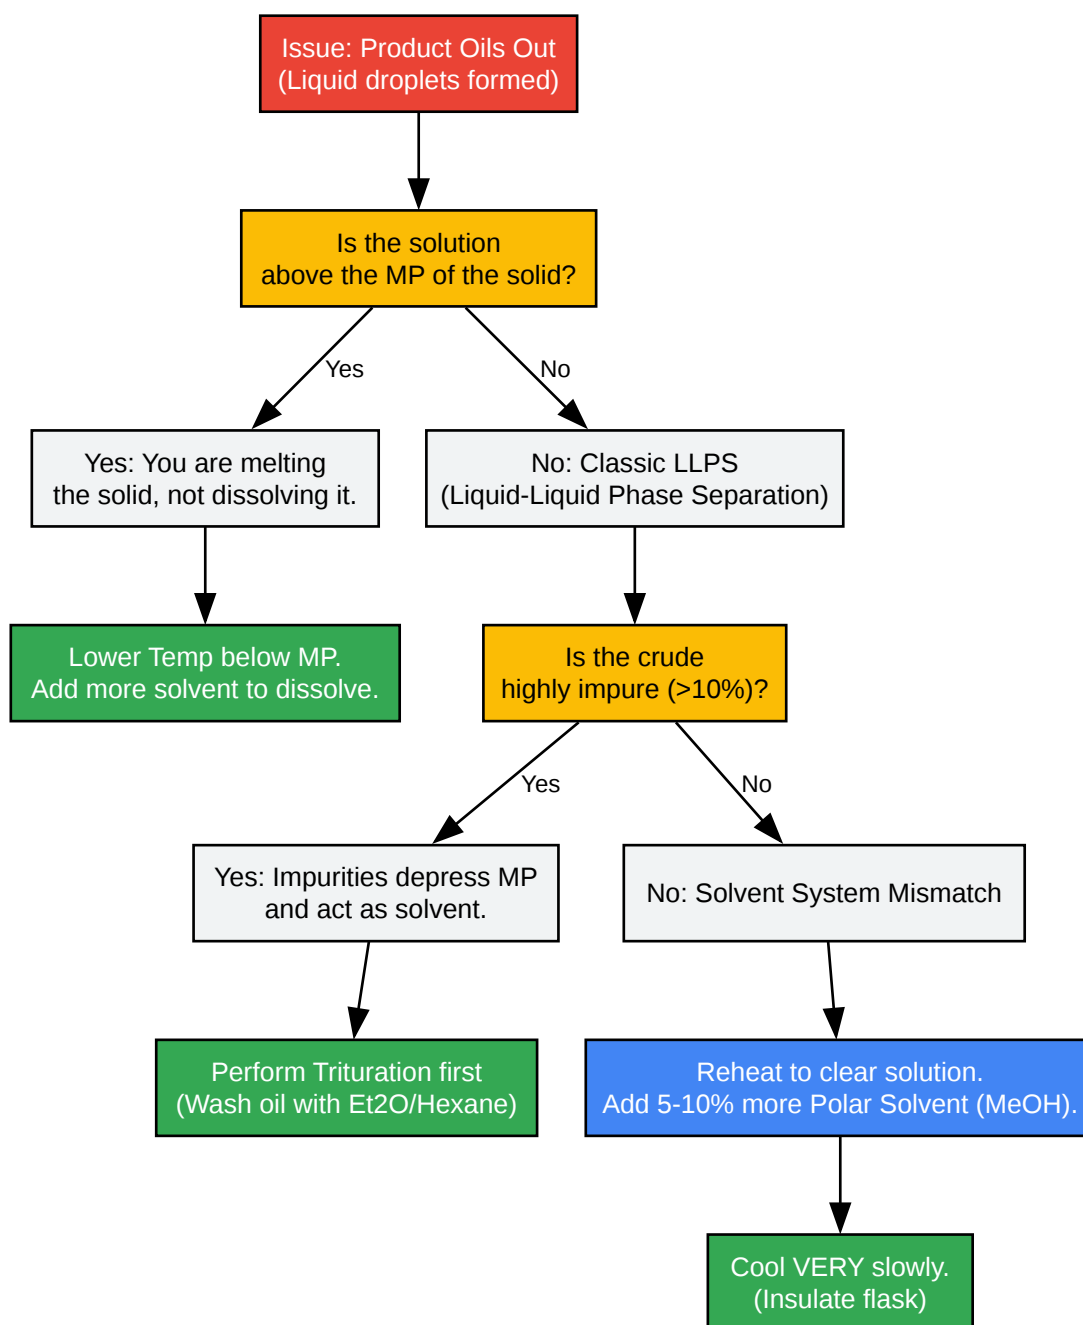 Issue: Product Oils Out
(Liquid droplets formed)
Is the solution
above the MP of the solid?
Yes
No
Yes: You are melting
the solid, not dissolving it.
No: Classic LLPS
(Liquid-Liquid Phase Separation)
Lower Temp below MP.
Add more solvent to dissolve.
Is the crude
highly impure (>10%)?
Yes
No
Yes: Impurities depress MP
and act as solvent.
No: Solvent System Mismatch
Perform Trituration first
(Wash oil with Et2O/Hexane)
Reheat to clear solution.
Add 5-10% more Polar Solvent (MeOH).
Cool VERY slowly.
(Insulate flask)